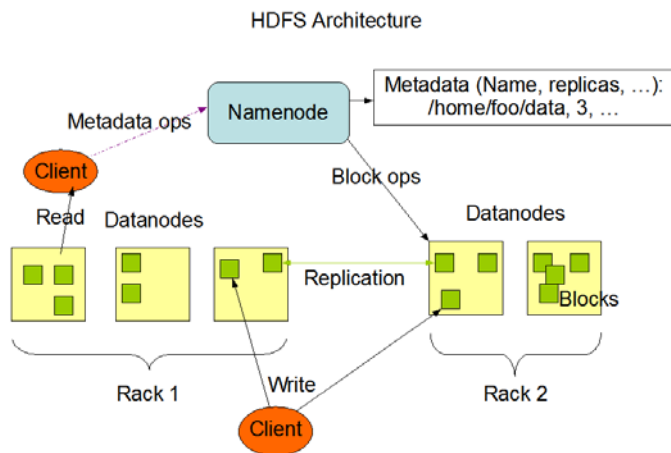 HDFS Architecture
Metadata (Name, replicas, …):
/home/foo/data, 3, …
Namenode
Metadata ops
Client
Block ops
Read
Datanodes
Datanodes
Replication
Blocks
Rack 1
Write
Rack 2
Client